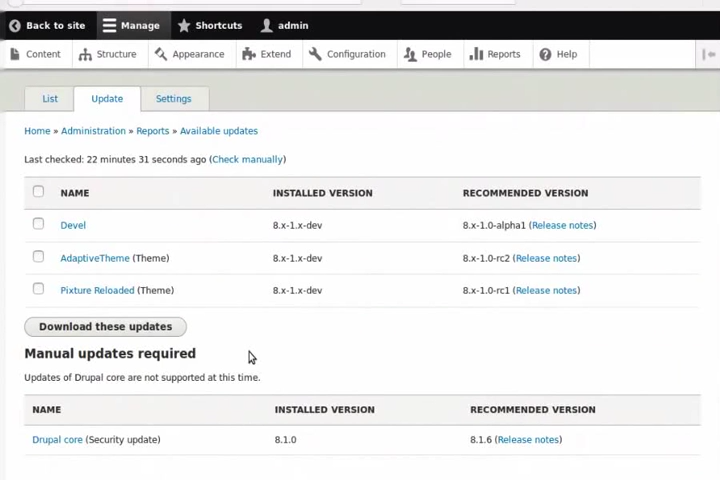 Back to site Manage Shortcuts admin
Content Structure Appearance Extend Configuration People Reports Help
List Update Settings
Home » Administration » Reports » Available updates
Last checked: 22 minutes 31 seconds ago (Check manually)
NAME INSTALLED VERSION RECOMMENDED VERSION
Devel 8.x-1.x-dev 8.x-1.0-alpha1 (Release notes)
AdaptiveTheme (Theme) 8.x-1.x-dev 8.x-1.0-rc2 (Release notes)
Pixture Reloaded (Theme) 8.x-1.x-dev 8.x-1.0-rc1 (Release notes)
Download these updates
Manual updates required
Updates of Drupal core are not supported at this time.
NAME INSTALLED VERSION RECOMMENDED VERSION
Drupal core (Security update) 8.1.0 8.1.6 (Release notes)